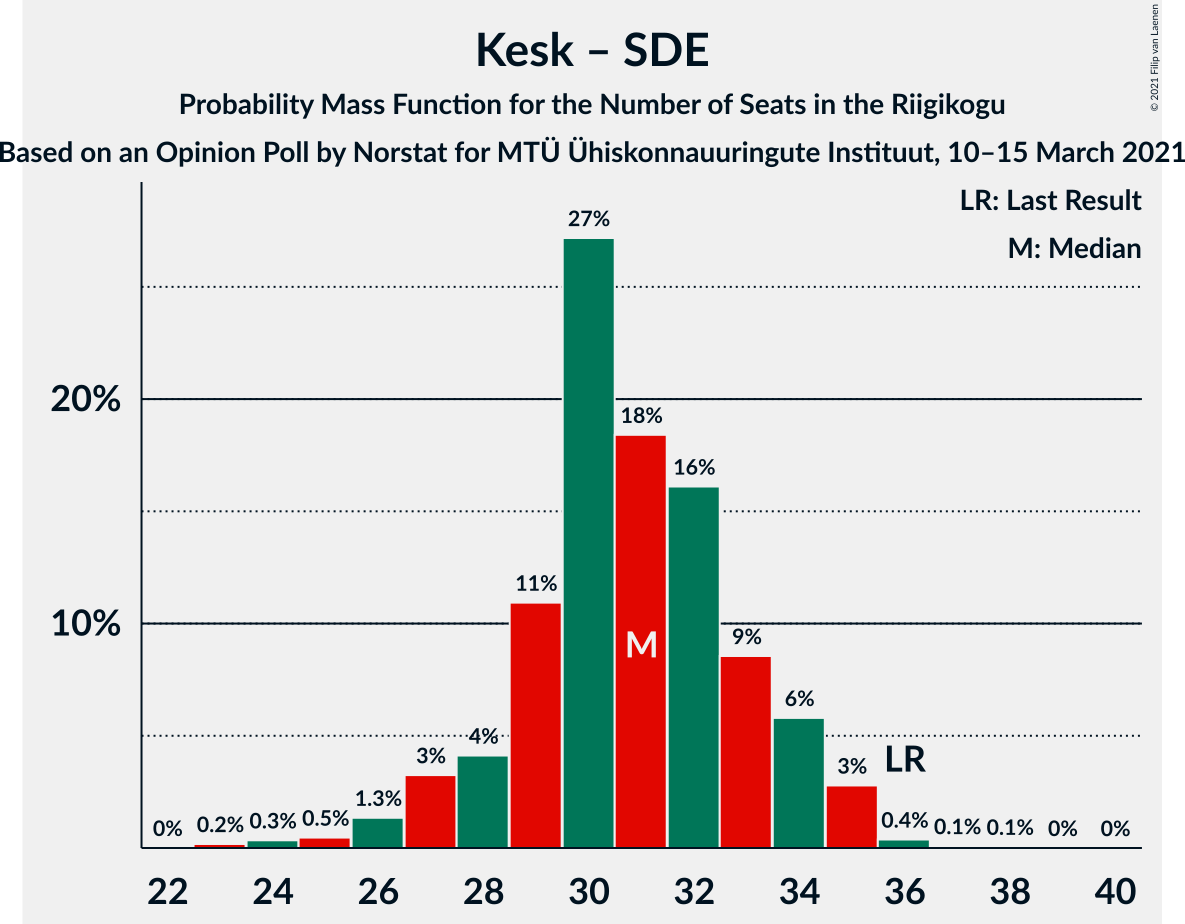 Kesk – SDE
Probability Mass Function for the Number of Seats in the Riigikogu
Based on an Opinion Poll by Norstat for MTÜ Ühiskonnauuringute Instituut, 10–15 March 2021
© 2021 Filip van Laenen
LR: Last Result
M: Median
27%
20%
18%
16%
11%
10%
M
9%
6%
4%
3%
3%
LR
1.3%
0% 0.2% 0.3% 0.5% 0.4% 0.1% 0.1% 0% 0%
22 24 26 28 30 32 34 36 38 40